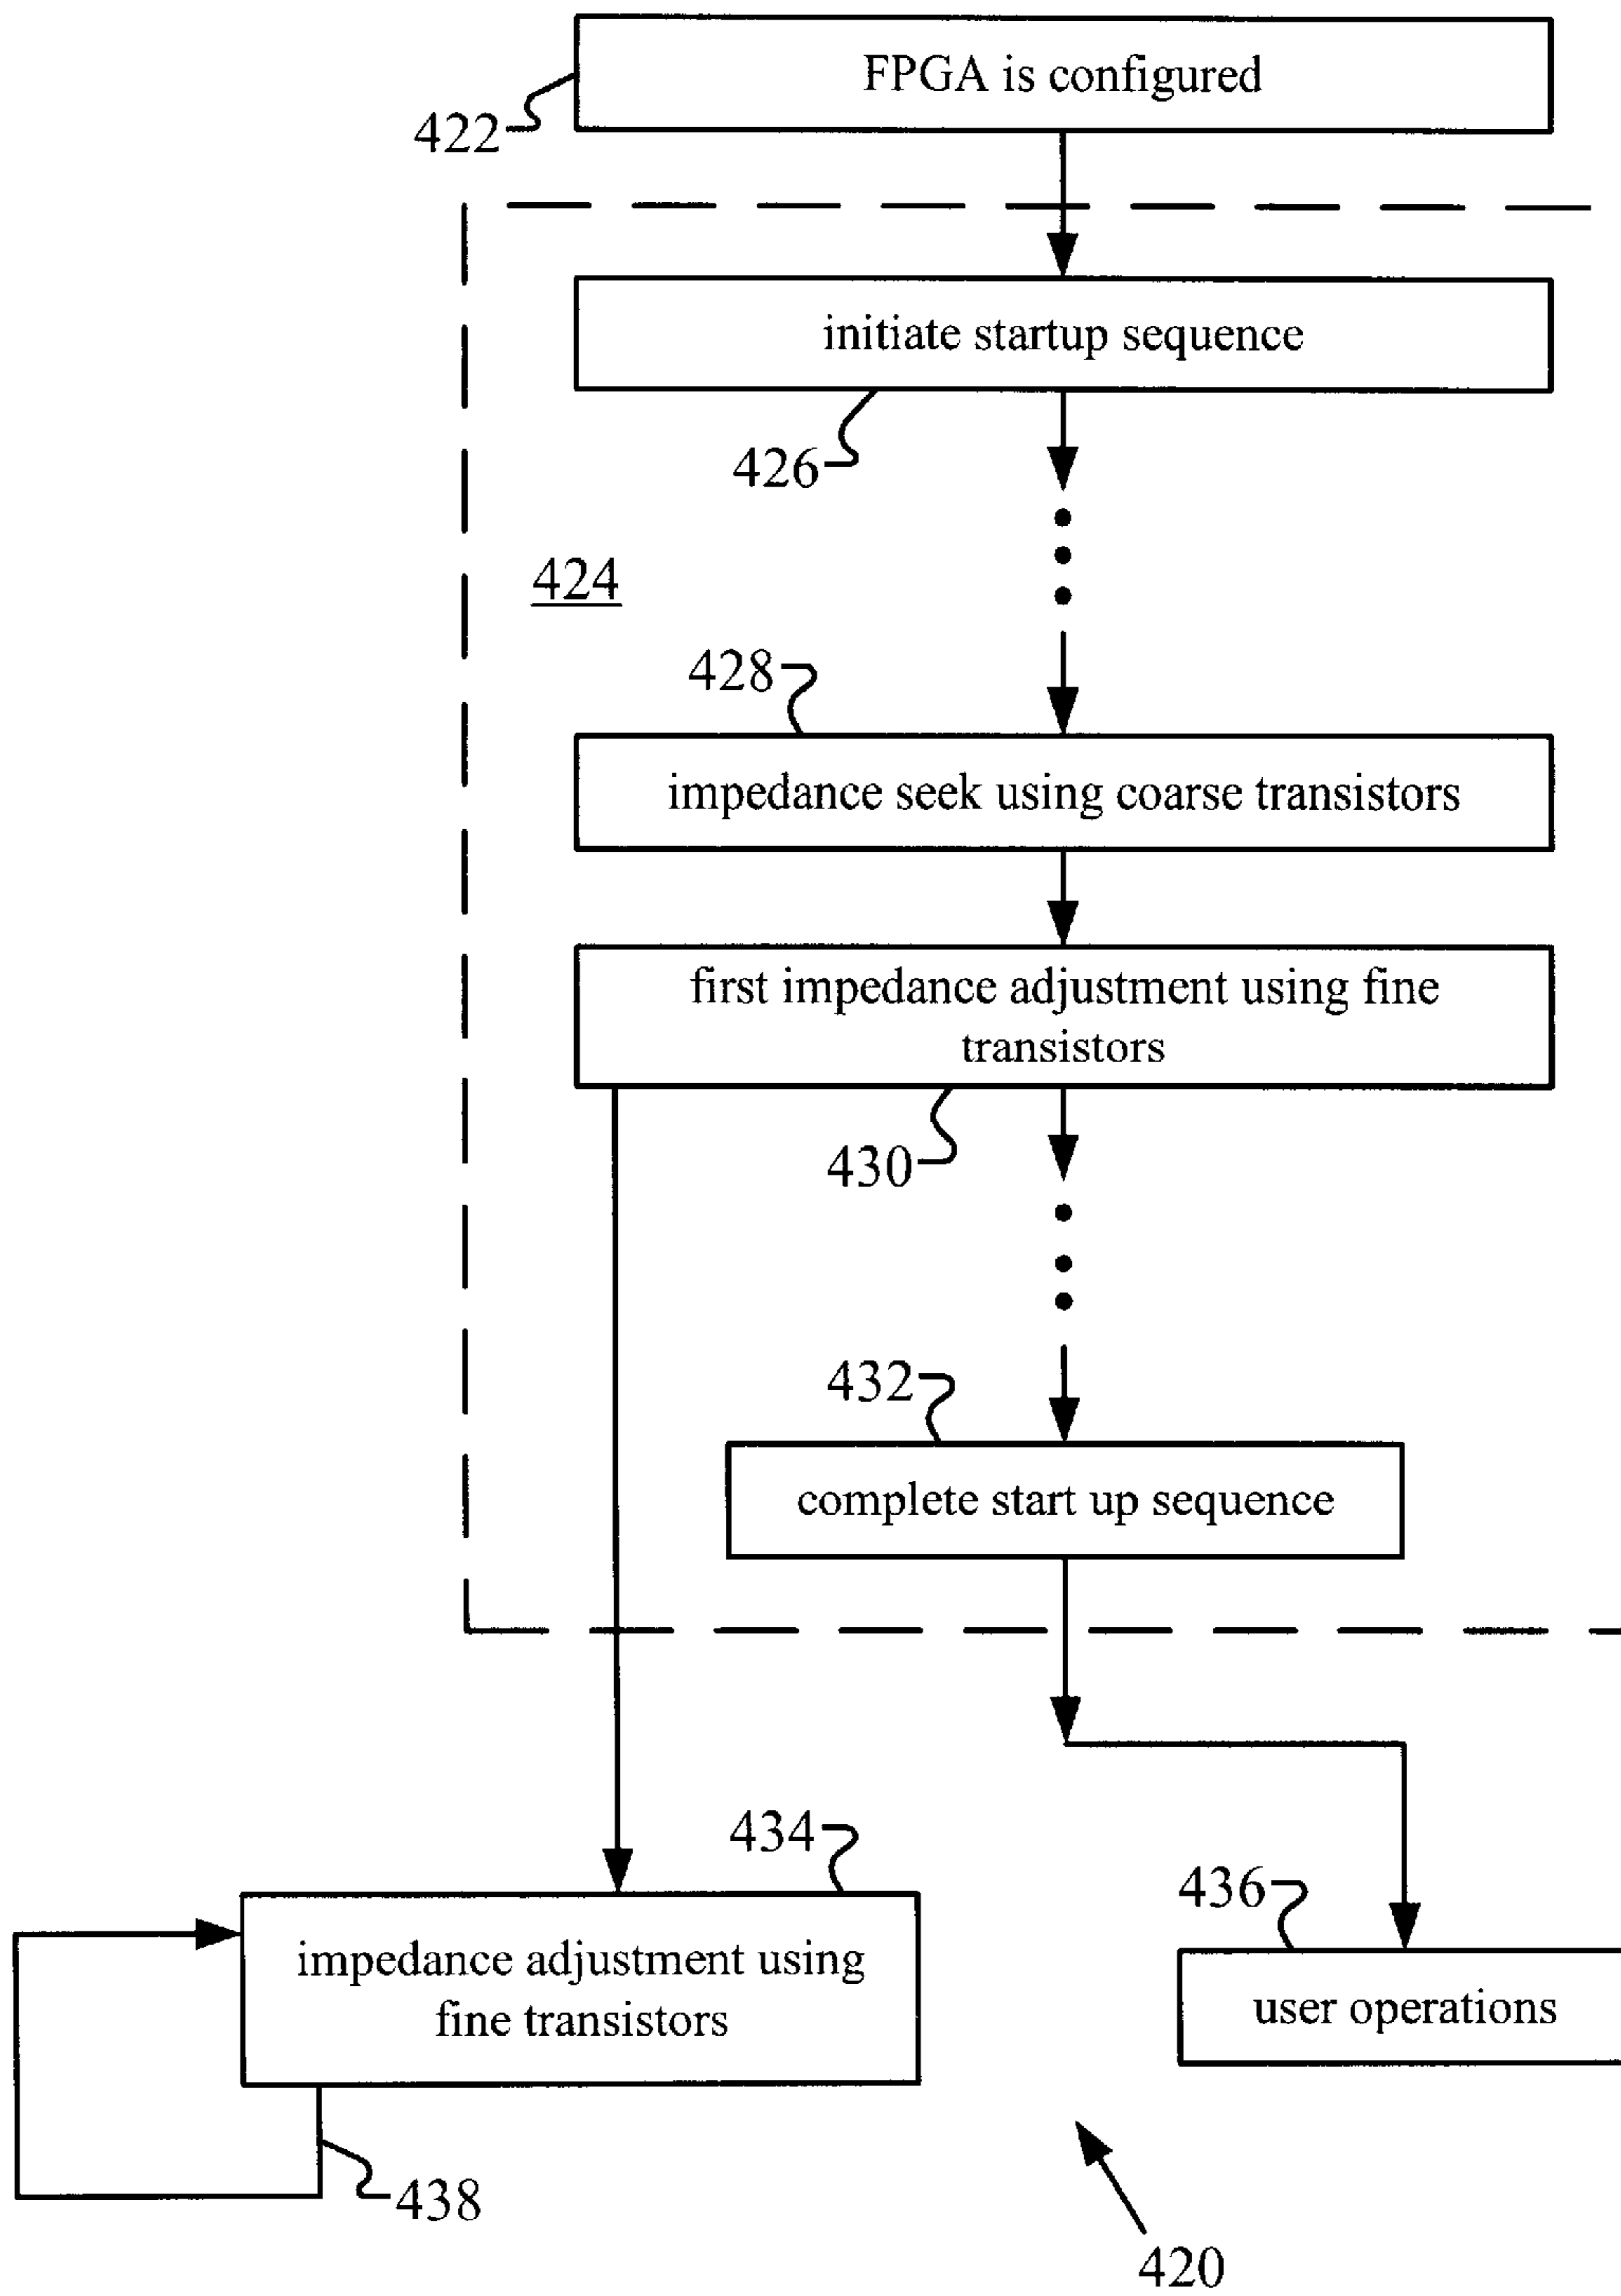 FPGA is configured
422
initiate startup sequence
426
424
428
impedance seek using coarse transistors
first impedance adjustment using fine
transistors
430
432
complete start up sequence
434
436
impedance adjustment using
fine transistors
user operations
438
420